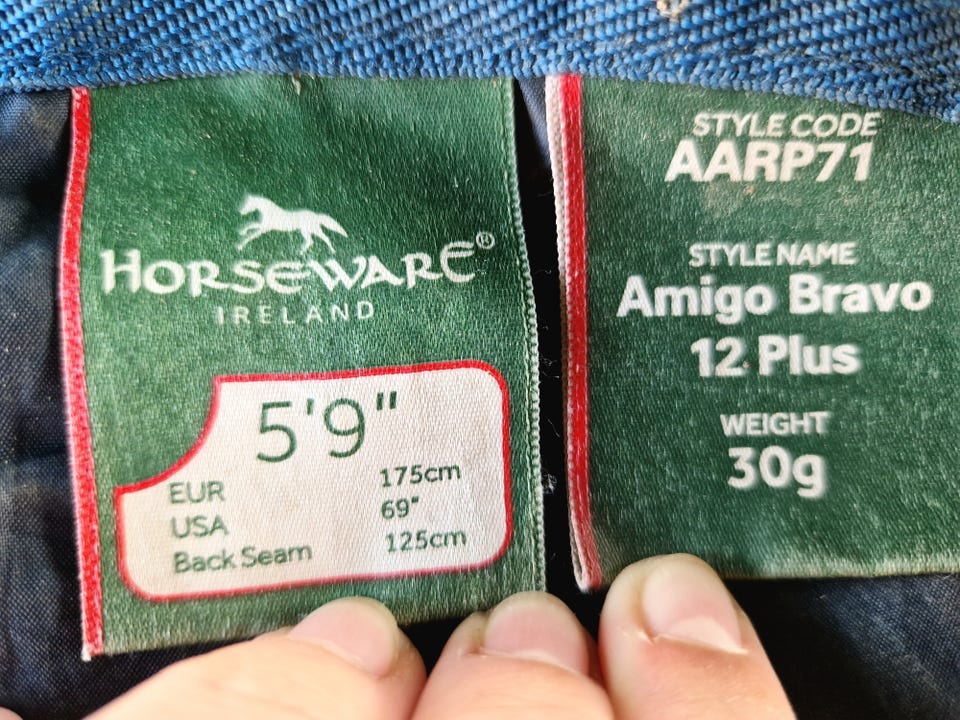 HORSEWARE®
IRELAND
5'9"
EUR 175cm
USA 69"
Back Seam 125cm
STYLE CODE
AARP71
STYLE NAME
Amigo Bravo
12 Plus
WEIGHT
30g